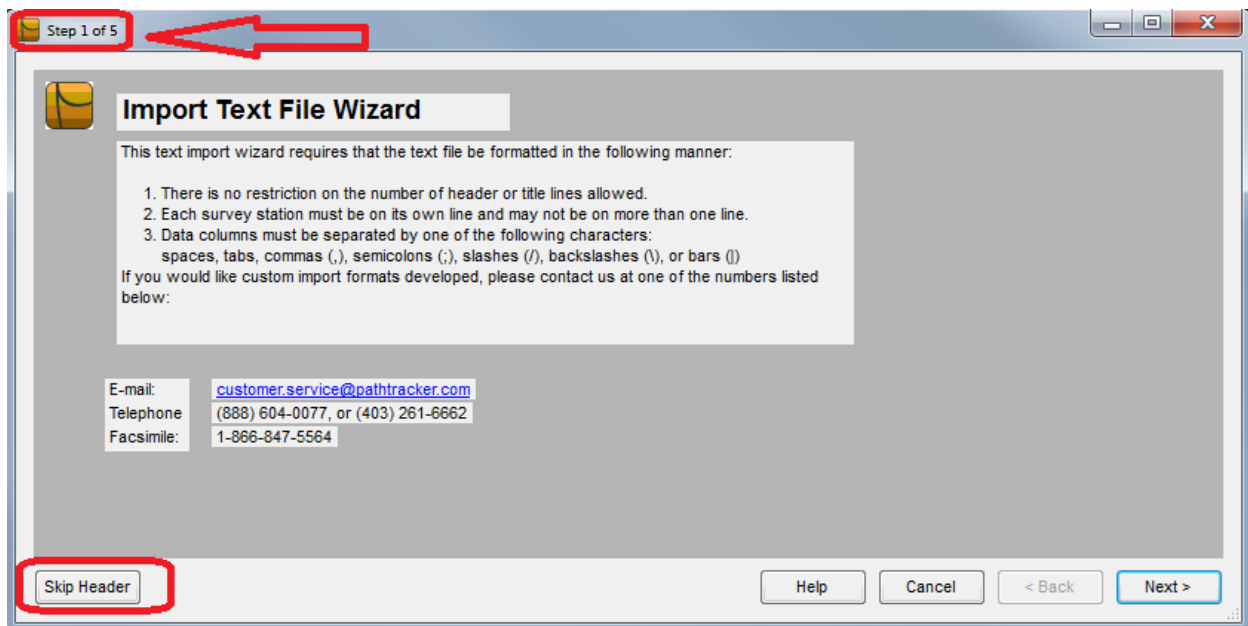 Step 1 of 5
Import Text File Wizard
This text import wizard requires that the text file be formatted in the following manner:
1. There is no restriction on the number of header or title lines allowed.
2. Each survey station must be on its own line and may not be on more than one line.
3. Data columns must be separated by one of the following characters:
spaces, tabs, commas (,), semicolons (;), slashes (/), backslashes (\), or bars (|)
If you would like custom import formats developed, please contact us at one of the numbers listed
below:
E-mail: customer.service@pathtracker.com
Telephone (888) 604-0077, or (403) 261-6662
Facsimile: 1-866-847-5564
Skip Header Help Cancel < Back Next >